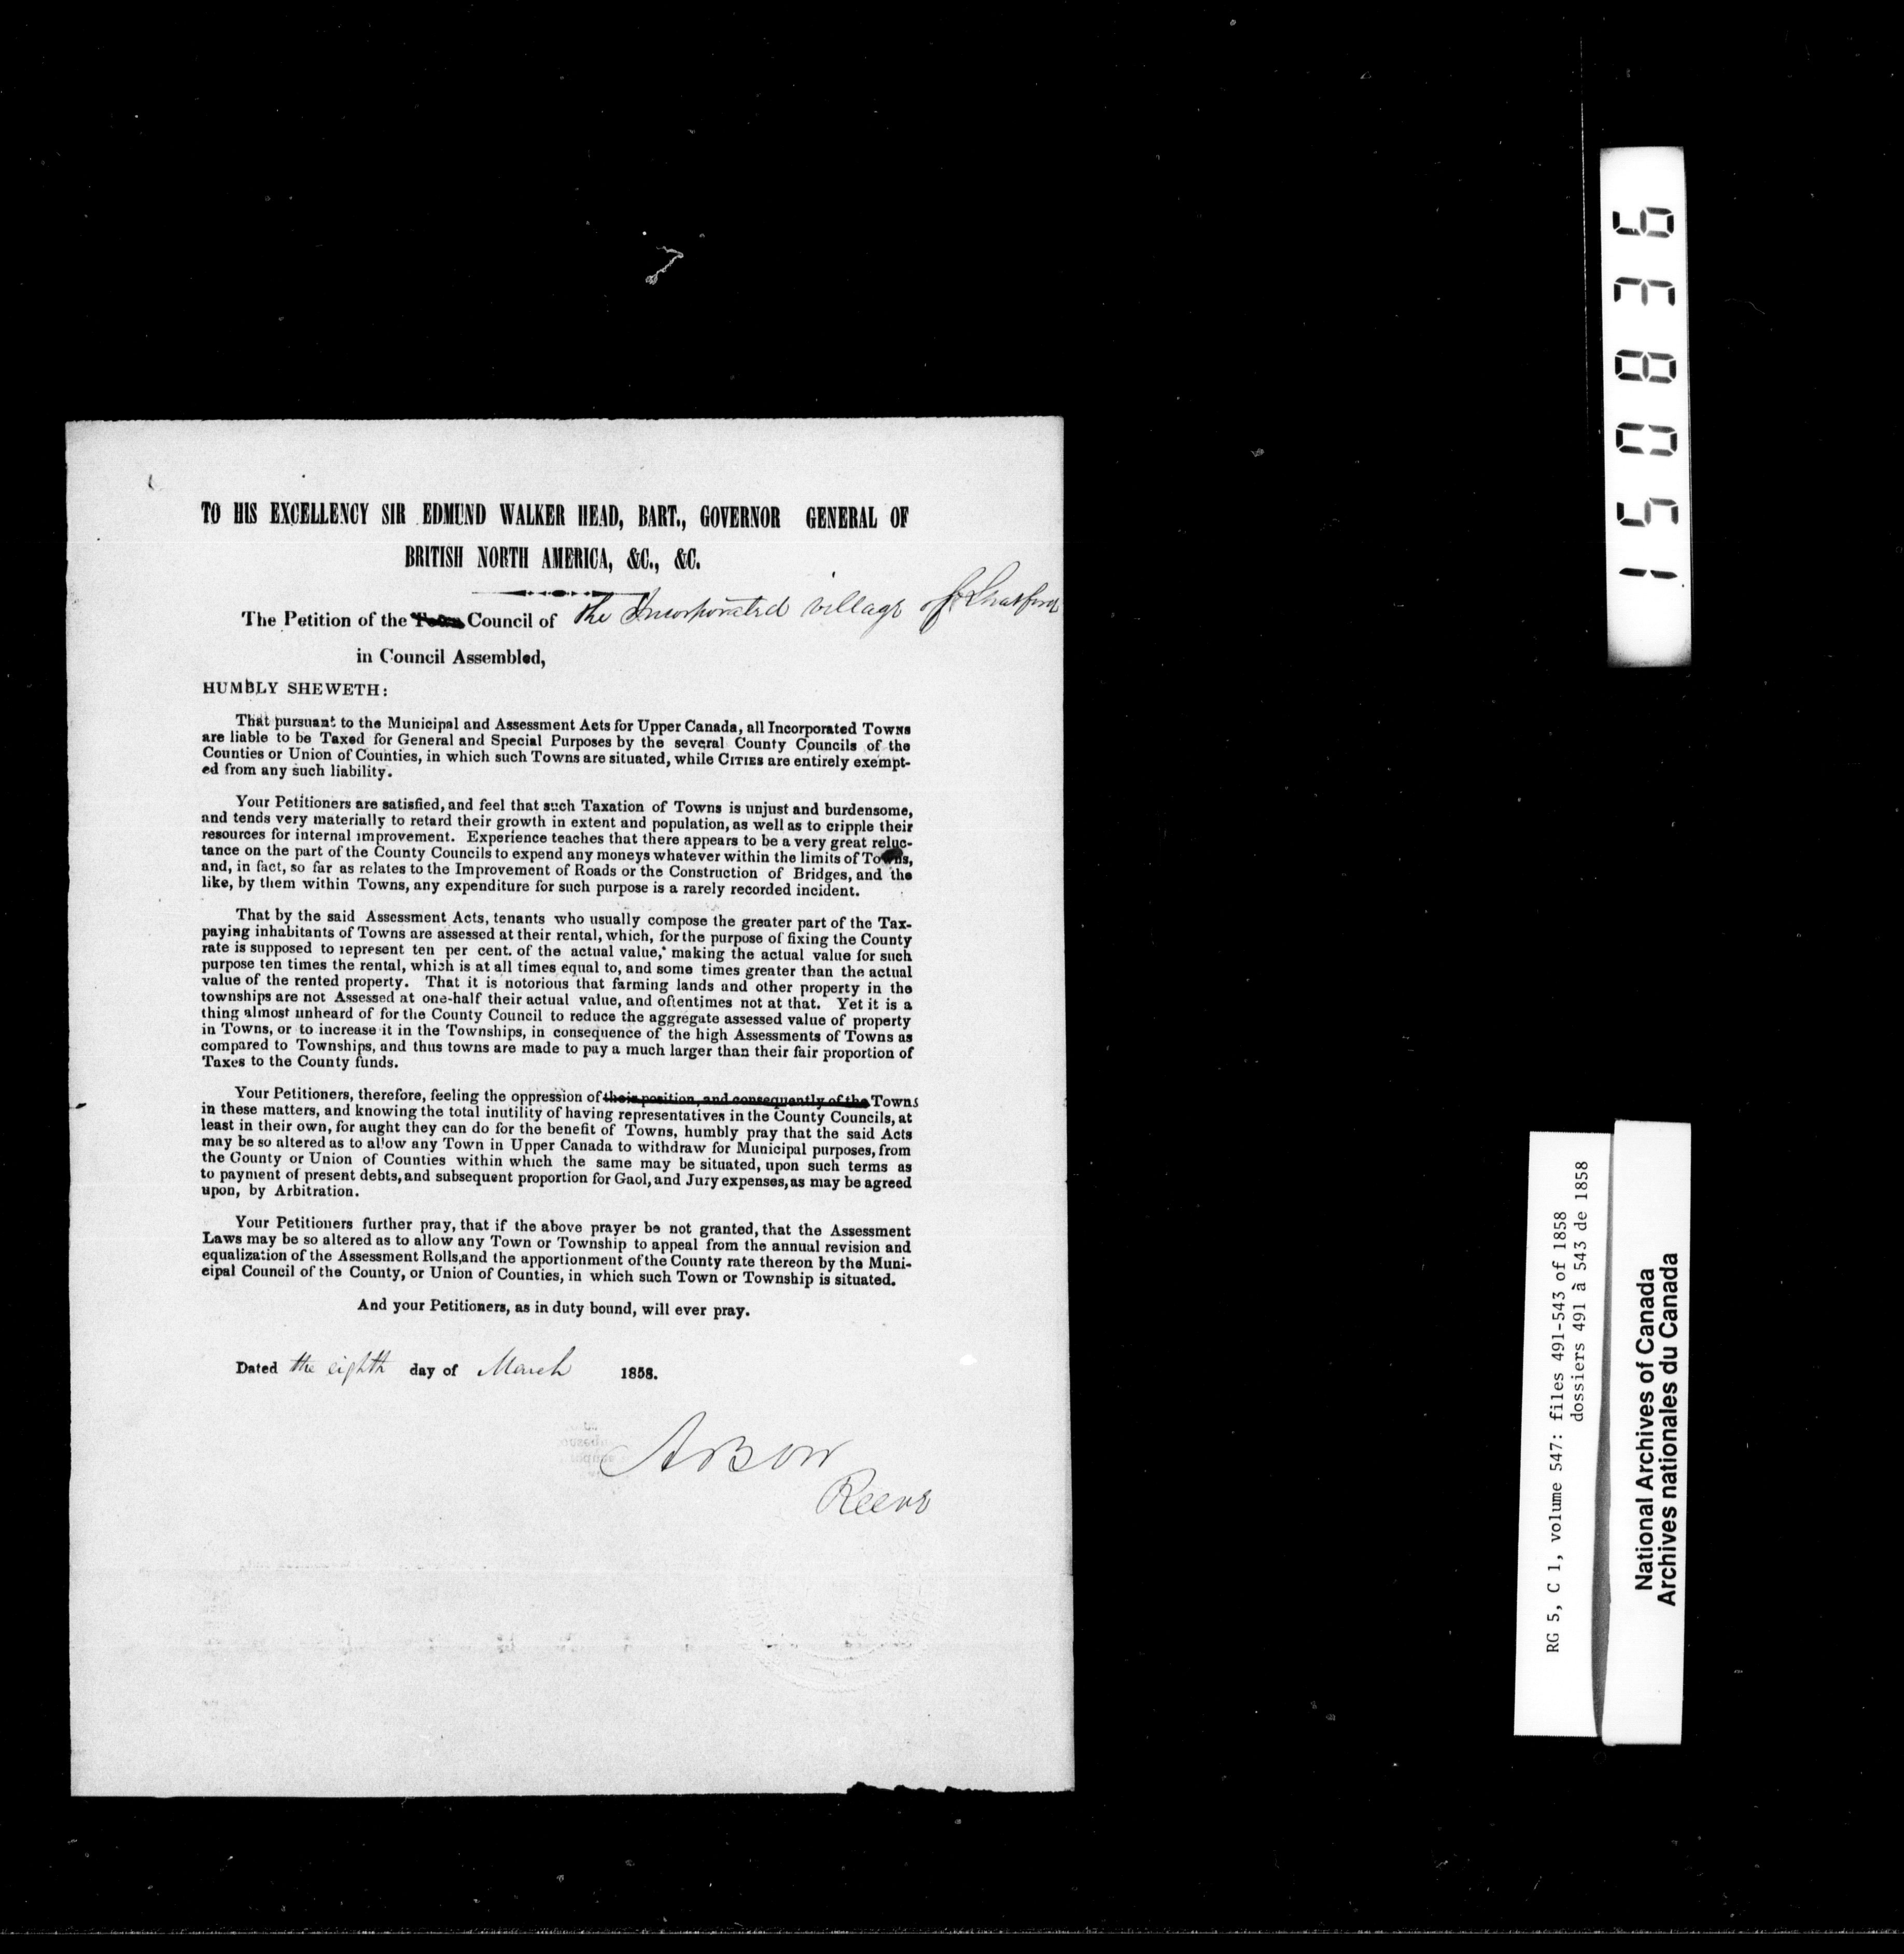 TO HIS EXCELLENCY SIR EDMUND WALKER HEAD, BART., GOVERNOR GENERAL OF
BRITISH NORTH AMERICA, &C., &C.
The Petition of the Town Council of the Incorporated village of Stratford
in Council Assembled,
HUMBLY SHEWETH:
That pursuant to the Municipal and Assessment Acts for Upper Canada, all Incorporated Towns
are liable to be Taxed for General and Special Purposes by the several County Councils of the
Counties or Union of Counties, in which such Towns are situated, while CITIES are entirely exempt-
ed from any such liability.
Your Petitioners are satisfied, and feel that such Taxation of Towns is unjust and burdensome,
and tends very materially to retard their growth in extent and population, as well as to cripple their
resources for internal improvement. Experience teaches that there appears to be a very great reluc-
tance on the part of the County Councils to expend any moneys whatever within the limits of Towns,
and, in fact, so far as relates to the Improvement of Roads or the Construction of Bridges, and the
like, by them within Towns, any expenditure for such purpose is a rarely recorded incident.
That by the said Assessment Acts, tenants who usually compose the greater part of the Tax-
paying inhabitants of Towns are assessed at their rental, which, for the purpose of fixing the County
rate is supposed to represent ten per cent. of the actual value, making the actual value for such
purpose ten times the rental, which is at all times equal to, and some times greater than the actual
value of the rented property. That it is notorious that farming lands and other property in the
townships are not Assessed at one-half their actual value, and oftentimes not at that. Yet it is a
thing almost unheard of for the County Council to reduce the aggregate assessed value of property
in Towns, or to increase it in the Townships, in consequence of the high Assessments of Towns as
compared to Townships, and thus towns are made to pay a much larger than their fair proportion of
Taxes to the County funds.
Your Petitioners, therefore, feeling the oppression of their position, and consequently of the Towns
in these matters, and knowing the total inutility of having representatives in the County Councils, at
least in their own, for aught they can do for the benefit of Towns, humbly pray that the said Acts
may be so altered as to allow any Town in Upper Canada to withdraw for Municipal purposes, from
the County or Union of Counties within which the same may be situated, upon such terms as
to payment of present debts, and subsequent proportion for Gaol, and Jury expenses, as may be agreed
upon, by Arbitration.
Your Petitioners further pray, that if the above prayer be not granted, that the Assessment
Laws may be so altered as to allow any Town or Township to appeal from the annual revision and
equalization of the Assessment Rolls, and the apportionment of the County rate thereon by the Muni-
cipal Council of the County, or Union of Counties, in which such Town or Township is situated.
And your Petitioners, as in duty bound, will ever pray.
Dated the eighth day of March 1858.
A B Orr
Reeve
150836
RG 5, C 1, volume 547: files 491-543 of 1858
dossiers 491 à 543 de 1858
National Archives of Canada
Archives nationales du Canada